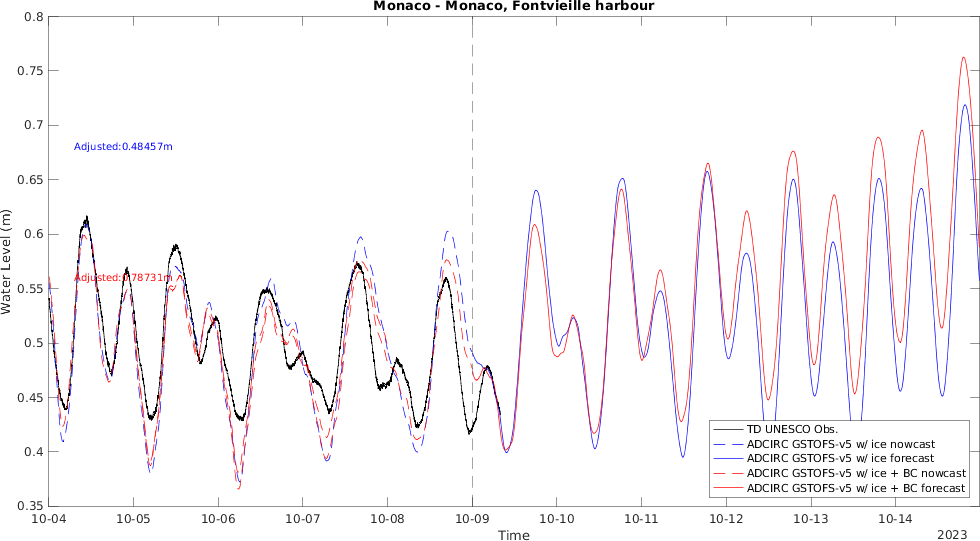 Monaco - Monaco, Fontvieille harbour
0.8
0.75
0.7
0.65
0.6
0.55
0.5
0.45
0.4
0.35
Water Level (m)
Adjusted:0.48457m
Adjusted:0.78731m
TD UNESCO Obs.
ADCIRC GSTOFS-v5 w/ ice nowcast
ADCIRC GSTOFS-v5 w/ ice forecast
ADCIRC GSTOFS-v5 w/ ice + BC nowcast
ADCIRC GSTOFS-v5 w/ ice + BC forecast
10-04 10-05 10-06 10-07 10-08 10-09 10-10 10-11 10-12 10-13 10-14
Time
2023